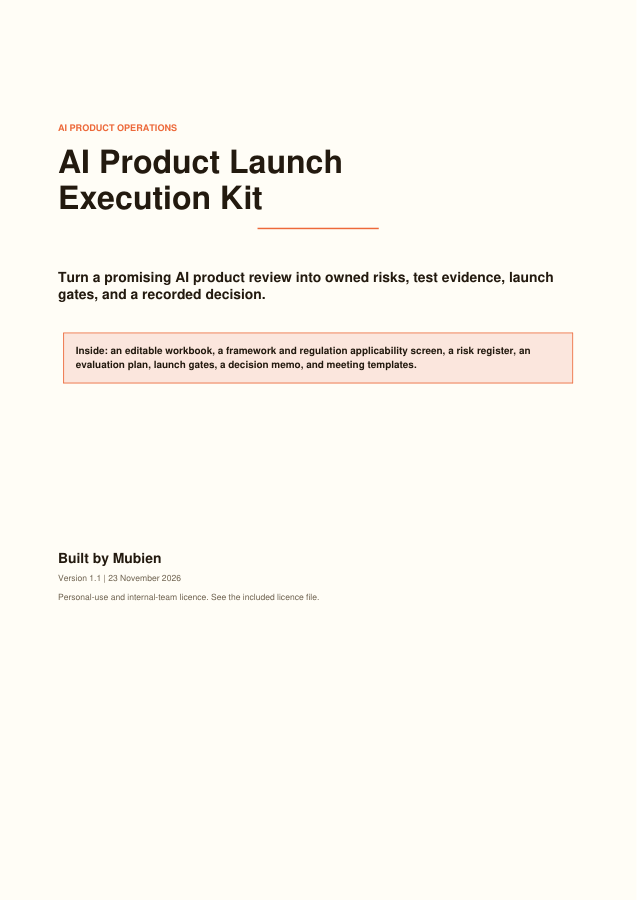 AI PRODUCT OPERATIONS
AI Product Launch
Execution Kit
Turn a promising AI product review into owned risks, test evidence, launch
gates, and a recorded decision.
Inside: an editable workbook, a framework and regulation applicability screen, a risk register, an
evaluation plan, launch gates, a decision memo, and meeting templates.
Built by Mubien
Version 1.1 | 23 November 2026
Personal-use and internal-team licence. See the included licence file.